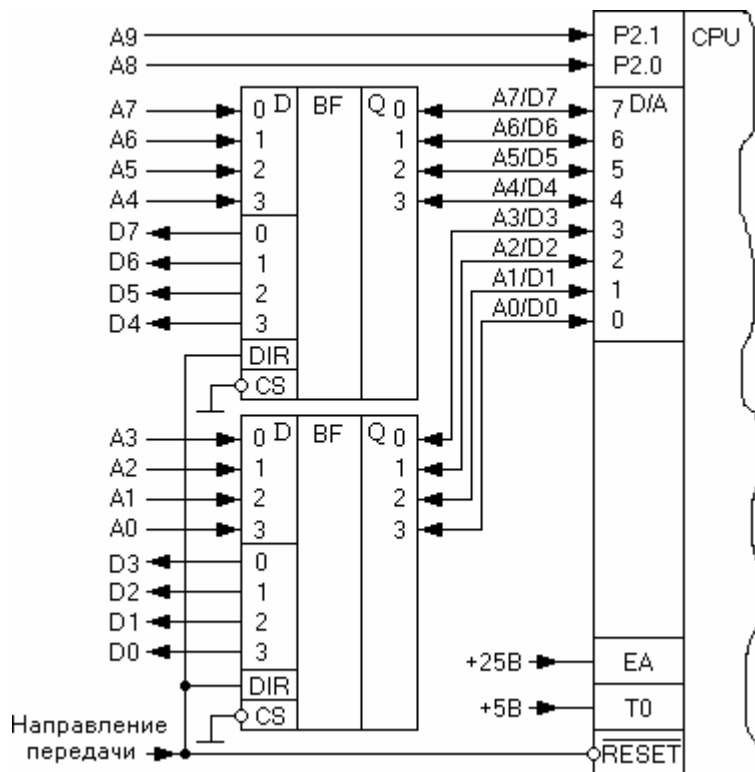 A9 P2.1 CPU
A8 P2.0
A7 0 D BF Q 0 A7/D7 7 D/A
A6 1 1 A6/D6 6
A5 2 2 A5/D5 5
A4 3 3 A4/D4 4
D7 0 A3/D3 3
D6 1 A2/D2 2
D5 2 A1/D1 1
D4 3 A0/D0 0
DIR
CS
A3 0 D BF Q 0
A2 1 1
A1 2 2
A0 3 3
D3 0
D2 1
D1 2
D0 3 +25В EA
DIR
CS +5В T0
Направление
передачи RESET